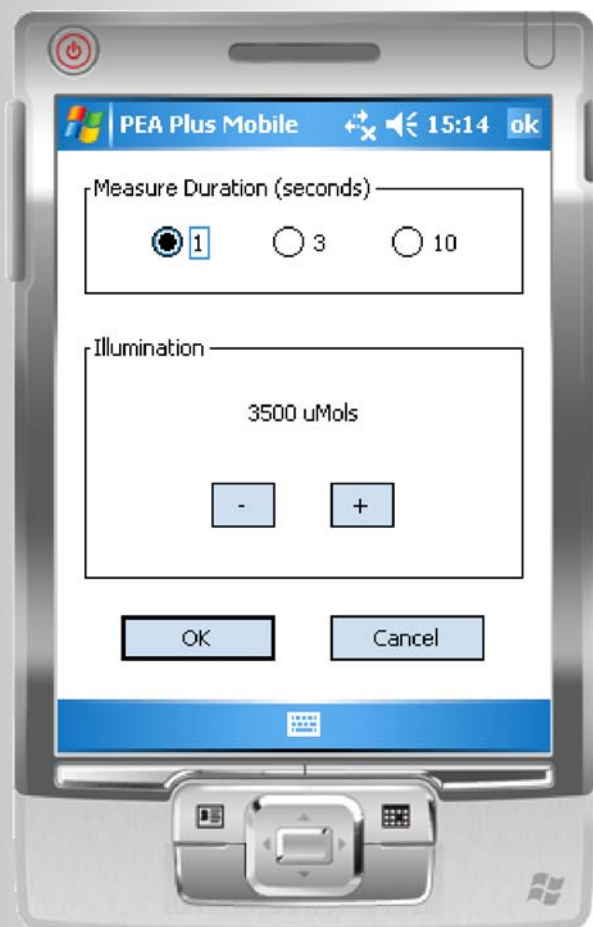 PEA Plus Mobile 15:14 ok
Measure Duration (seconds)
1 3 10
Illumination
3500 uMols
- +
OK Cancel